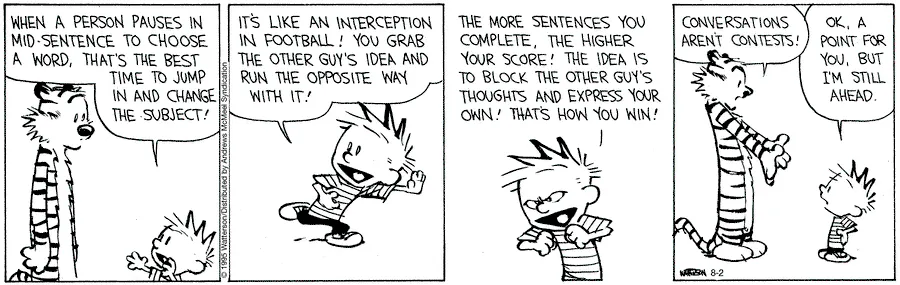 WHEN A PERSON PAUSES IN
MID-SENTENCE TO CHOOSE
A WORD, THAT'S THE BEST
TIME TO JUMP
IN AND CHANGE
THE SUBJECT!
© 1995 Watterson/Distributed by Andrews McMeel Syndication
IT'S LIKE AN INTERCEPTION
IN FOOTBALL! YOU GRAB
THE OTHER GUY'S IDEA AND
RUN THE OPPOSITE WAY
WITH IT!
THE MORE SENTENCES YOU
COMPLETE, THE HIGHER
YOUR SCORE! THE IDEA IS
TO BLOCK THE OTHER GUY'S
THOUGHTS AND EXPRESS YOUR
OWN! THAT'S HOW YOU WIN!
CONVERSATIONS
AREN'T CONTESTS!
OK, A
POINT FOR
YOU, BUT
I'M STILL
AHEAD.
WATTERSON 8-2